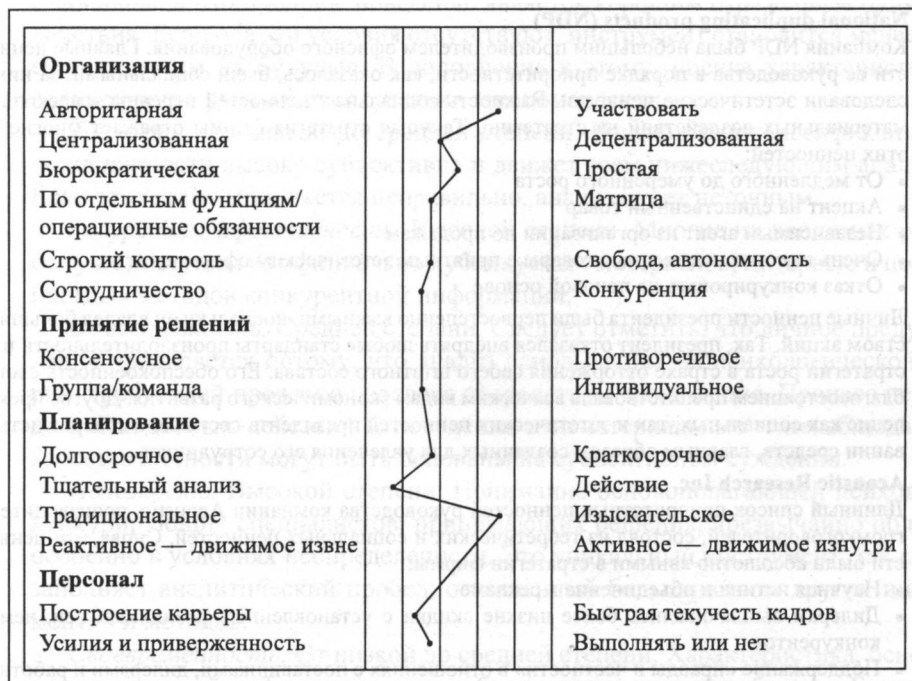 Организация
Авторитарная Участвовать
Централизованная Децентрализованная
Бюрократическая Простая
По отдельным функциям/ Матрица
операционные обязанности
Строгий контроль Свобода, автономность
Сотрудничество Конкуренция
Принятие решений
Консенсусное Противоречивое
Группа/команда Индивидуальное
Планирование
Долгосрочное Краткосрочное
Тщательный анализ Действие
Традиционное Изменение
Реактивное — движимое извне Активное — движимое изнутри
Персонал
Построение карьеры Быстрая текучесть кадров
Усилия и приверженность Выполнять или нет